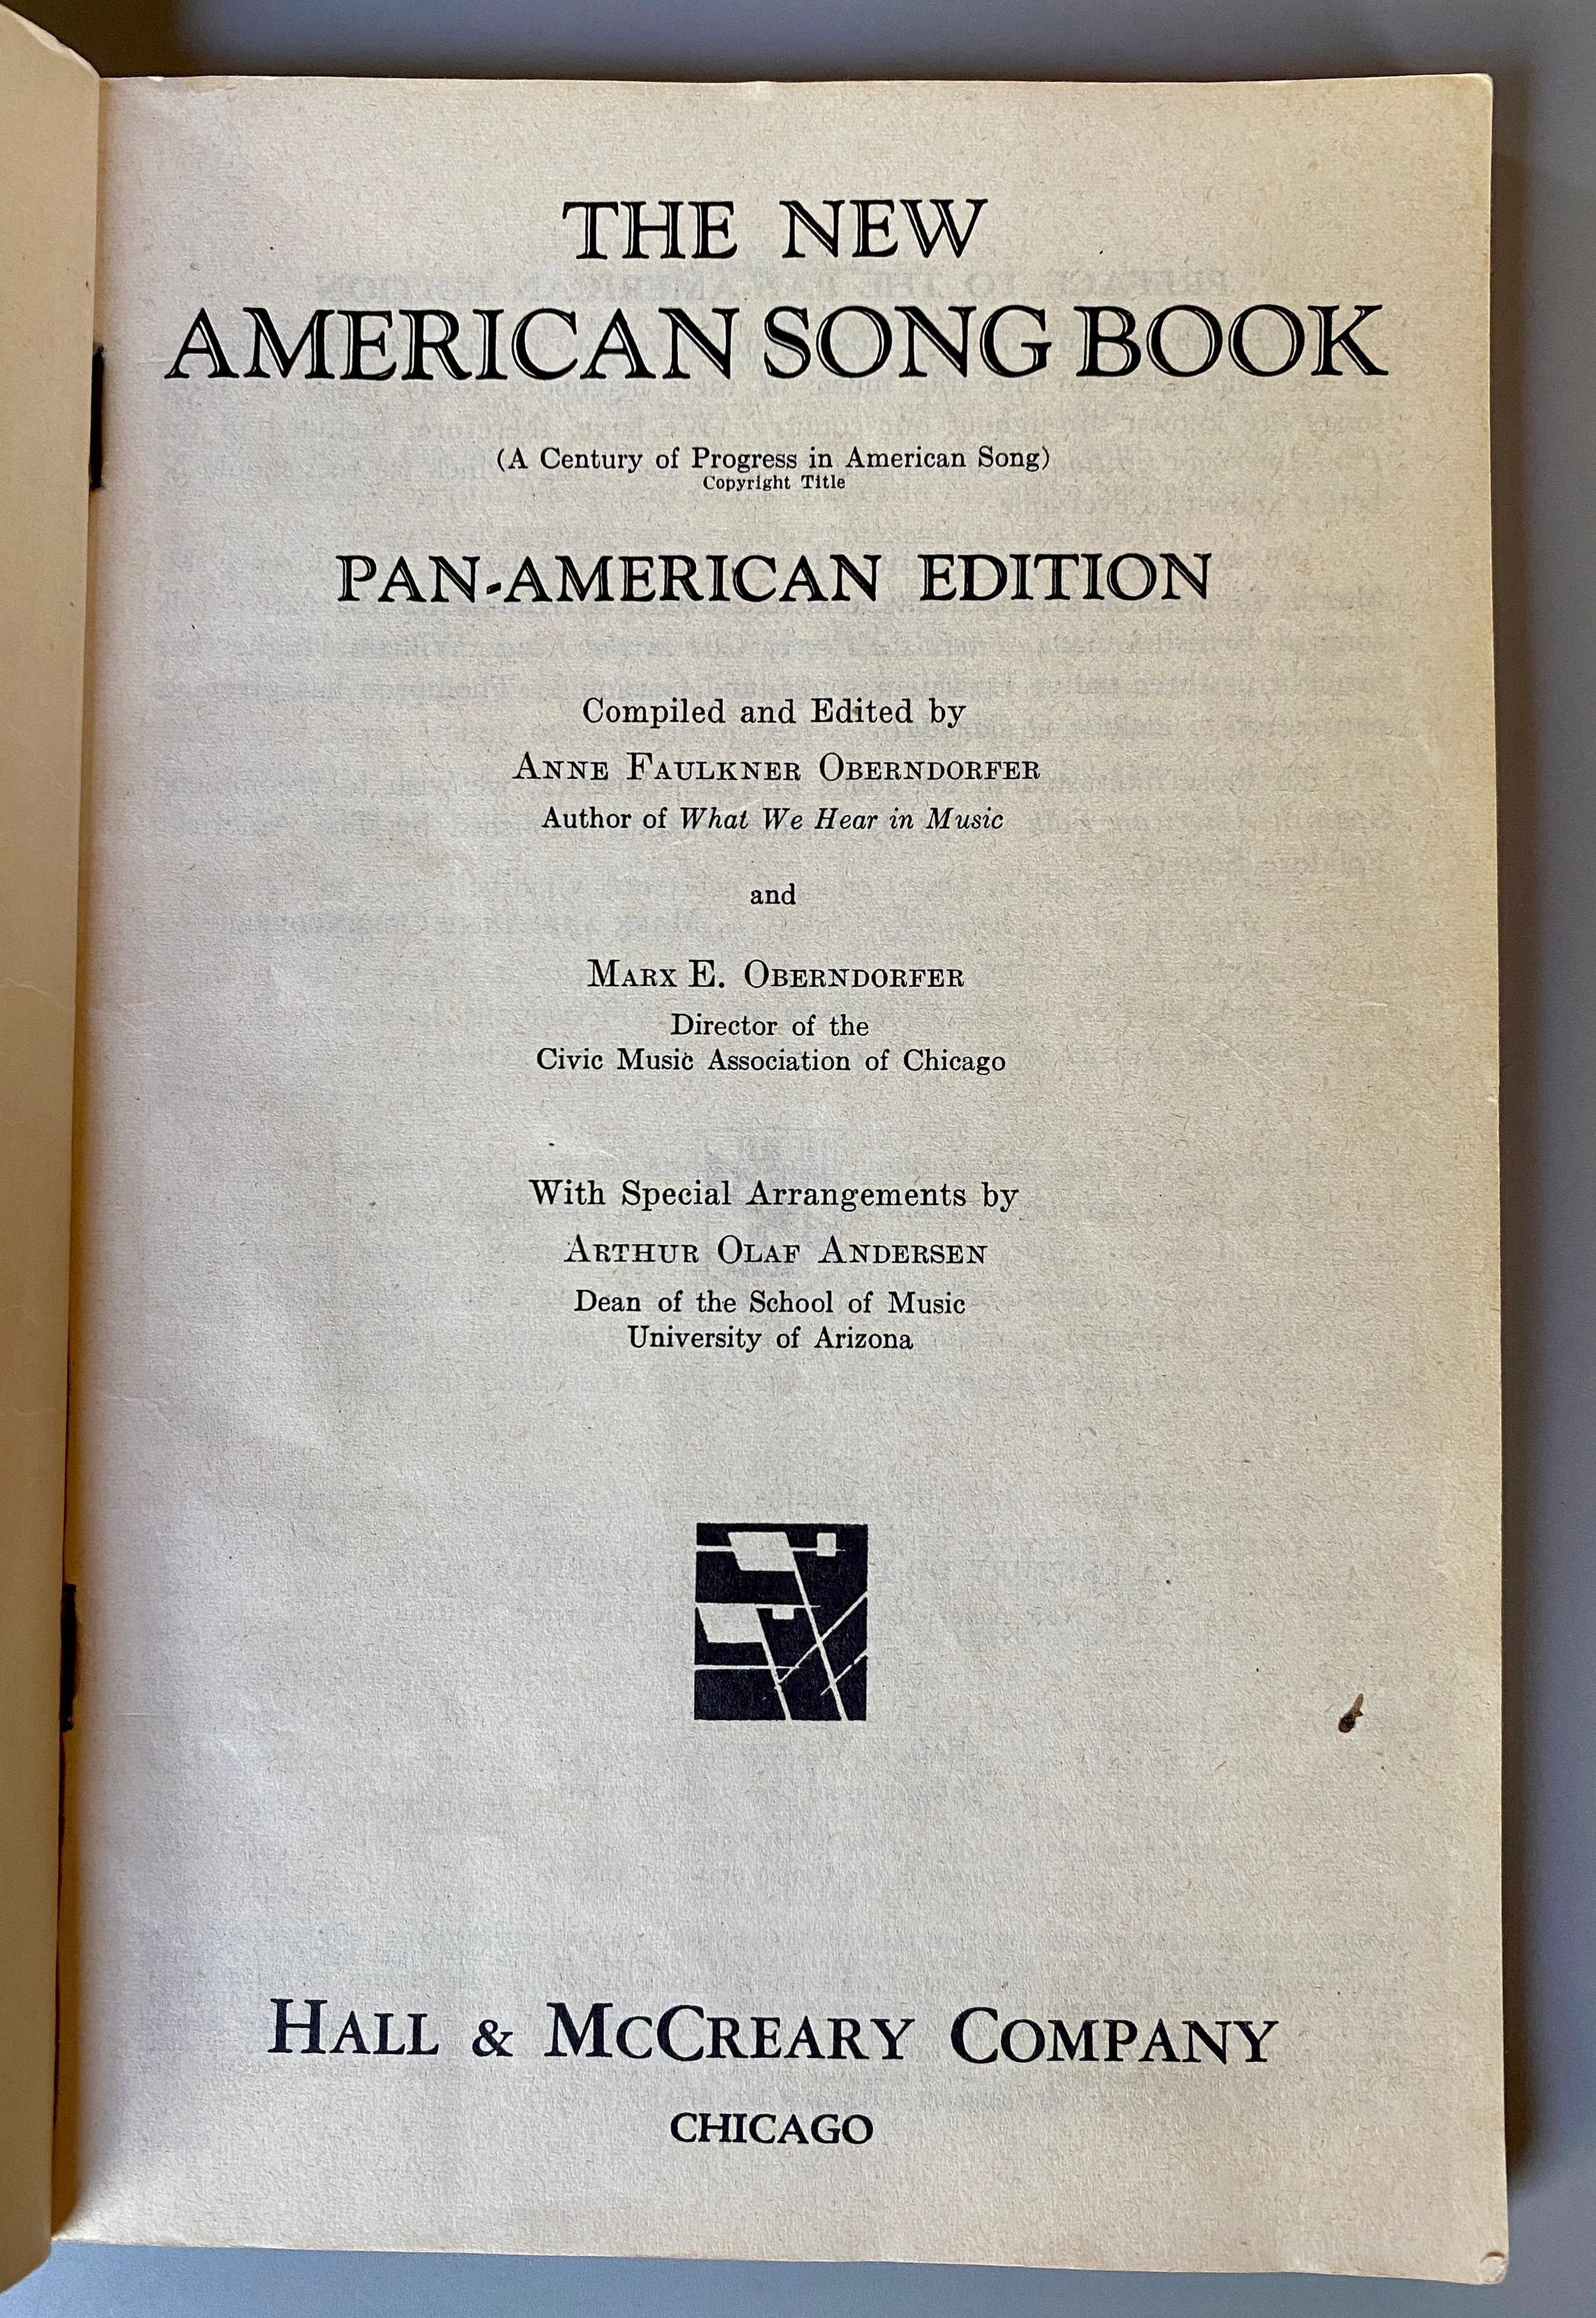 THE NEW
AMERICAN SONG BOOK
(A Century of Progress in American Song)
Copyright Title
PAN-AMERICAN EDITION
Compiled and Edited by
ANNE FAULKNER OBERNDORFER
Author of What We Hear in Music
and
MARX E. OBERNDORFER
Director of the
Civic Music Association of Chicago
With Special Arrangements by
ARTHUR OLAF ANDERSEN
Dean of the School of Music
University of Arizona
HALL & MCCREARY COMPANY
CHICAGO